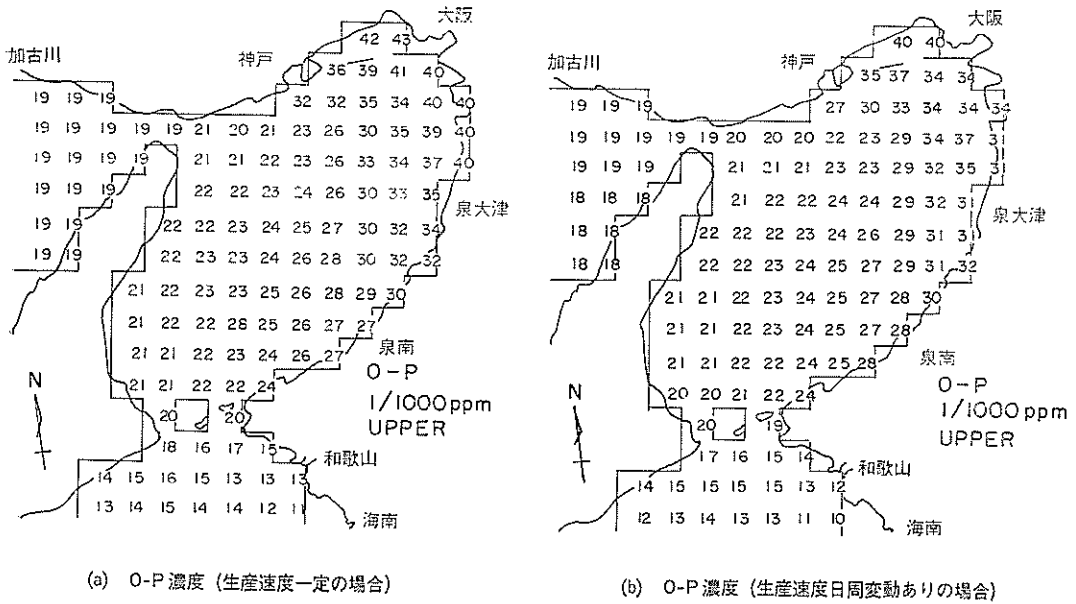 大阪
42 43
神戸
加古川
36 39 41 40
19 19 19 32 32 35 34 40 40
19 19 19 19 19 21 20 21 23 26 30 35 39 40
19 19 19 19 21 21 22 23 26 33 34 37 40
19 19 19 22 22 23 24 26 30 33 35
泉大津
19 19 22 22 23 24 25 27 30 32 34
19 19 22 23 23 24 26 28 30 32 32
21 22 23 23 25 26 28 29 30
21 22 22 28 25 26 28 27 27
泉南
21 21 22 23 24 26 27
O-P
N
21 21 22 22 24
1/1000ppm
20 20
UPPER
18 16 17 15
和歌山
14 15 16 15 13 13 13
13 14 15 14 14 12 11
海南
(a) O-P濃度 (生産速度一定の場合)
大阪
40 40
神戸
加古川
35 37 34 34
19 19 19 27 30 33 34 34 34
19 19 19 19 19 20 20 20 22 23 29 34 37 3
19 19 19 21 21 21 23 23 29 32 35 3
18 18 18 21 22 22 24 24 29 32 3
泉大津
18 18 22 22 22 23 24 26 29 31 3
18 18 22 22 23 24 25 27 29 31 32
21 21 22 23 24 25 27 28 30
21 21 22 23 24 25 27 28
泉南
21 21 22 22 24 25 28
O-P
N
20 20 21 22 24
1/1000ppm
20 19
UPPER
17 16 15 14
和歌山
14 15 15 15 15 13 12
12 13 14 13 13 11 10
海南
(b) O-P濃度 (生産速度日周変動ありの場合)